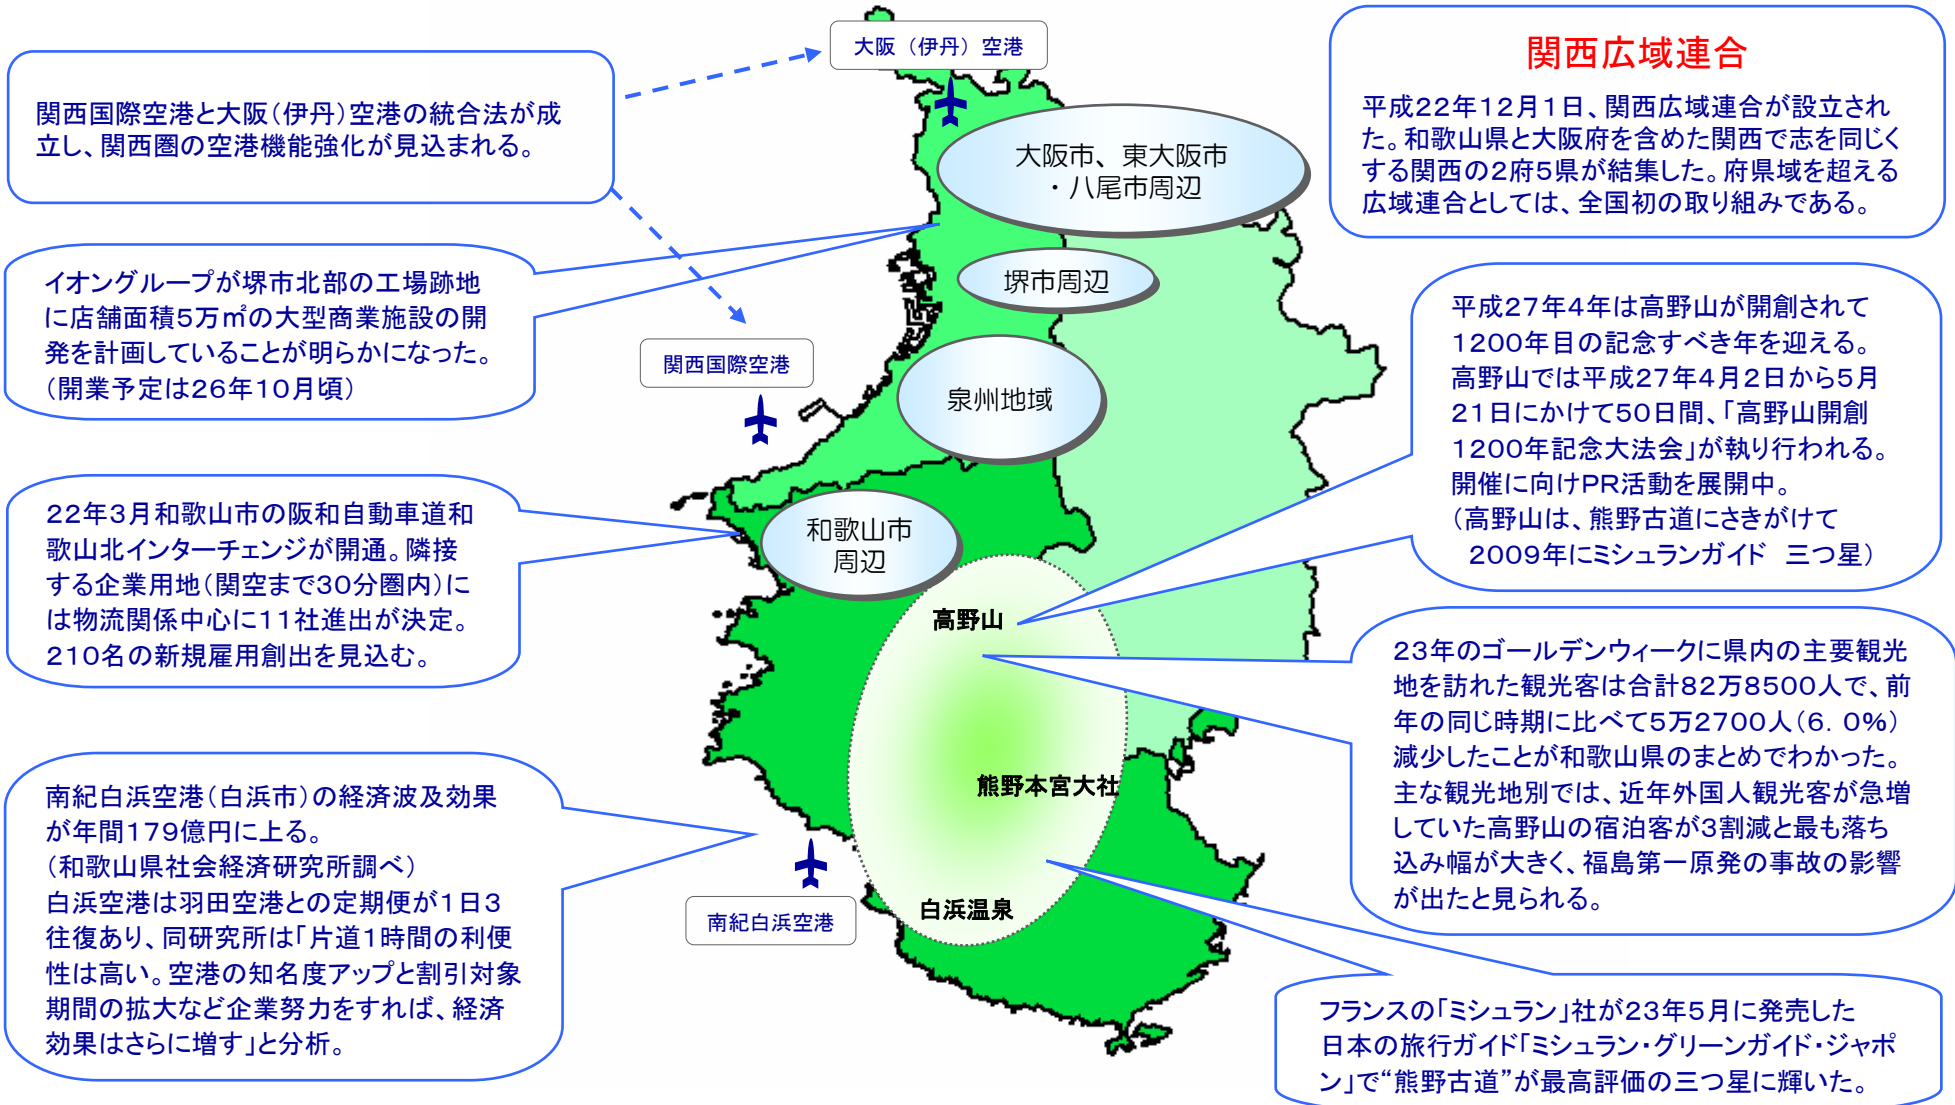 大阪（伊丹）空港
関西国際空港と大阪（伊丹）空港の統合法が成
立し、関西圏の空港機能強化が見込まれる。
関西広域連合
平成22年12月1日、関西広域連合が設立され
た。和歌山県と大阪府を含めた関西で志を同じく
する関西の2府5県が結集した。府県域を超える
広域連合としては、全国初の取り組みである。
大阪市、東大阪市
・八尾市周辺
イオングループが堺市北部の工場跡地
に店舗面積5万㎡の大型商業施設の開
発を計画していることが明らかになった。
（開業予定は26年10月頃）
堺市周辺
関西国際空港
泉州地域
平成27年4年は高野山が開創されて
1200年目の記念すべき年を迎える。
高野山では平成27年4月2日から5月
21日にかけて50日間、「高野山開創
1200年記念大法会」が執り行われる。
開催に向けPR活動を展開中。
（高野山は、熊野古道にさきがけて
2009年にミシュランガイド　三つ星）
22年3月和歌山市の阪和自動車道和
歌山北インターチェンジが開通。隣接
する企業用地（関空まで30分圏内）に
は物流関係中心に11社進出が決定。
210名の新規雇用創出を見込む。
和歌山市
周辺
高野山
23年のゴールデンウィークに県内の主要観光
地を訪れた観光客は合計82万8500人で、前
年の同じ時期に比べて5万2700人（6．0%）
減少したことが和歌山県のまとめでわかった。
主な観光地別では、近年外国人観光客が急増
していた高野山の宿泊客が3割減と最も落ち
込み幅が大きく、福島第一原発の事故の影響
が出たと見られる。
熊野本宮大社
南紀白浜空港（白浜市）の経済波及効果
が年間179億円に上る。
（和歌山県社会経済研究所調べ）
白浜空港は羽田空港との定期便が1日3
往復あり、同研究所は「片道1時間の利便
性は高い。空港の知名度アップと割引対象
期間の拡大など企業努力をすれば、経済
効果はさらに増す」と分析。
南紀白浜空港
白浜温泉
フランスの「ミシュラン」社が23年5月に発売した
日本の旅行ガイド「ミシュラン・グリーンガイド・ジャポ
ン」で“熊野古道”が最高評価の三つ星に輝いた。